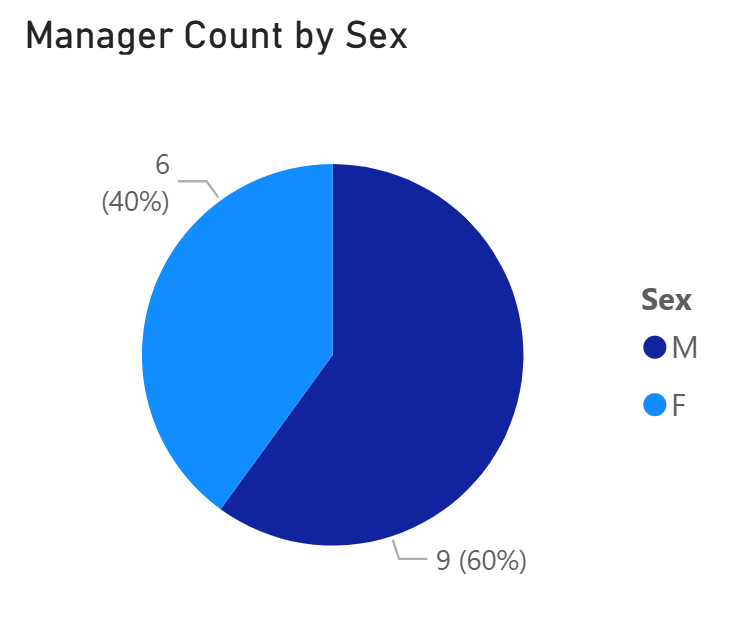 Manager Count by Sex
6
(40%)
Sex
M
F
9 (60%)